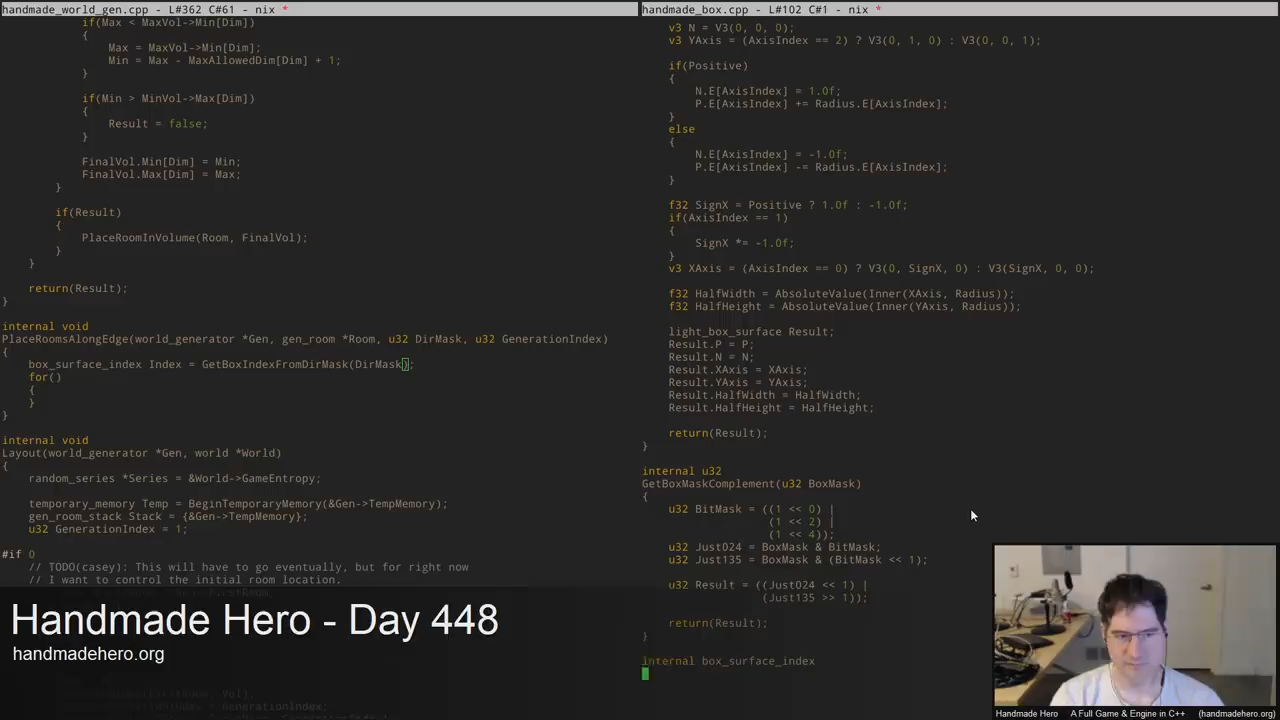 handmade_world_gen.cpp - L#362 C#61 - nix *
if(Max < MaxVol->Min[Dim])
{
Max = MaxVol->Min[Dim];
Min = Max - MaxAllowedDim[Dim] + 1;
}
if(Min > MinVol->Max[Dim])
{
Result = false;
}
FinalVol.Min[Dim] = Min;
FinalVol.Max[Dim] = Max;
}
if(Result)
{
PlaceRoomInVolume(Room, FinalVol);
}
}
return(Result);
}
internal void
PlaceRoomsAlongEdge(world_generator *Gen, gen_room *Room, u32 DirMask, u32 GenerationIndex)
{
box_surface_index Index = GetBoxIndexFromDirMask(DirMask);
for()
{
}
}
internal void
Layout(world_generator *Gen, world *World)
{
random_series *Series = &World->GameEntropy;
temporary_memory Temp = BeginTemporaryMemory(&Gen->TempMemory);
gen_room_stack Stack = {&Gen->TempMemory};
u32 GenerationIndex = 1;
#if 0
// TODO(casey): This will have to go eventually, but for right now
// I want to control the initial room location.
handmade_box.cpp - L#102 C#1 - nix *
v3 N = V3(0, 0, 0);
v3 YAxis = (AxisIndex == 2) ? V3(0, 1, 0) : V3(0, 0, 1);
if(Positive)
{
N.E[AxisIndex] = 1.0f;
P.E[AxisIndex] += Radius.E[AxisIndex];
}
else
{
N.E[AxisIndex] = -1.0f;
P.E[AxisIndex] -= Radius.E[AxisIndex];
}
f32 SignX = Positive ? 1.0f : -1.0f;
if(AxisIndex == 1)
{
SignX *= -1.0f;
}
v3 XAxis = (AxisIndex == 0) ? V3(0, SignX, 0) : V3(SignX, 0, 0);
f32 HalfWidth = AbsoluteValue(Inner(XAxis, Radius));
f32 HalfHeight = AbsoluteValue(Inner(YAxis, Radius));
light_box_surface Result;
Result.P = P;
Result.N = N;
Result.XAxis = XAxis;
Result.YAxis = YAxis;
Result.HalfWidth = HalfWidth;
Result.HalfHeight = HalfHeight;
return(Result);
}
internal u32
GetBoxMaskComplement(u32 BoxMask)
{
u32 BitMask = ((1 << 0) |
(1 << 2) |
(1 << 4));
u32 Just024 = BoxMask & BitMask;
u32 Just135 = BoxMask & (BitMask << 1);
u32 Result = ((Just024 << 1) |
(Just135 >> 1));
return(Result);
}
internal box_surface_index
Handmade Hero - Day 448
handmadehero.org
Handmade Hero A Full Game & Engine in C++ (handmadehero.org)